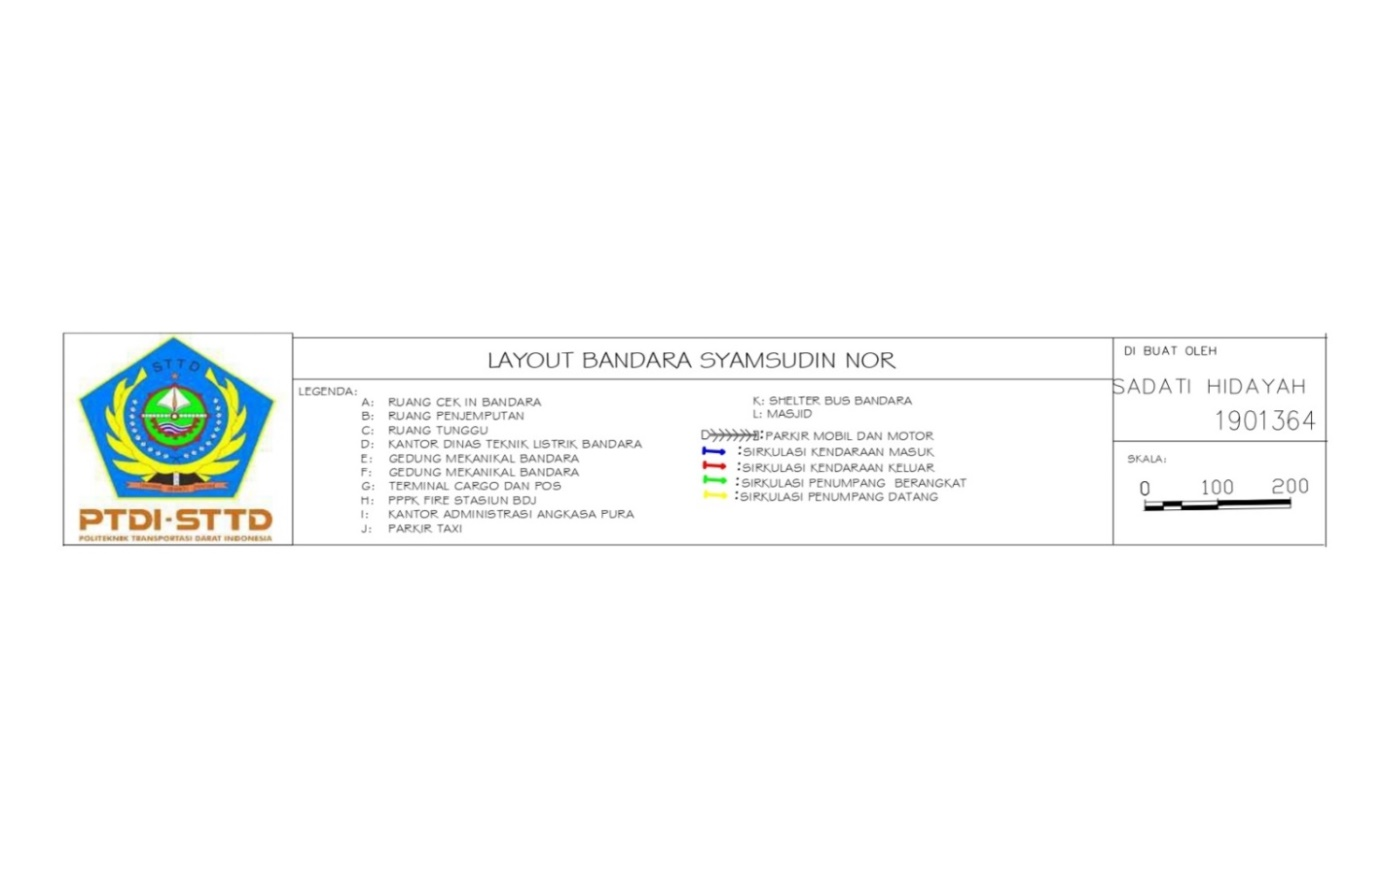 STTD
PTDI-STTD
POLITEKNIK TRANSPORTASI DARAT INDONESIA
LAYOUT BANDARA SYAMSUDIN NOR
LEGENDA:
A: RUANG CEK IN BANDARA
B: RUANG PENJEMPUTAN
C: RUANG TUNGGU
D: KANTOR DINAS TEKNIK LISTRIK BANDARA
E: GEDUNG MEKANIKAL BANDARA
F: GEDUNG MEKANIKAL BANDARA
G: TERMINAL CARGO DAN POS
H: PPPK FIRE STASIUN BDJ
I: KANTOR ADMINISTRASI ANGKASA PURA
J: PARKIR TAXI
K: SHELTER BUS BANDARA
L: MASJID
:PARKIR MOBIL DAN MOTOR
:SIRKULASI KENDARAAN MASUK
:SIRKULASI KENDARAAN KELUAR
:SIRKULASI PENUMPANG BERANGKAT
:SIRKULASI PENUMPANG DATANG
DI BUAT OLEH
SADATI HIDAYAH
1901364
SKALA:
0 100 200